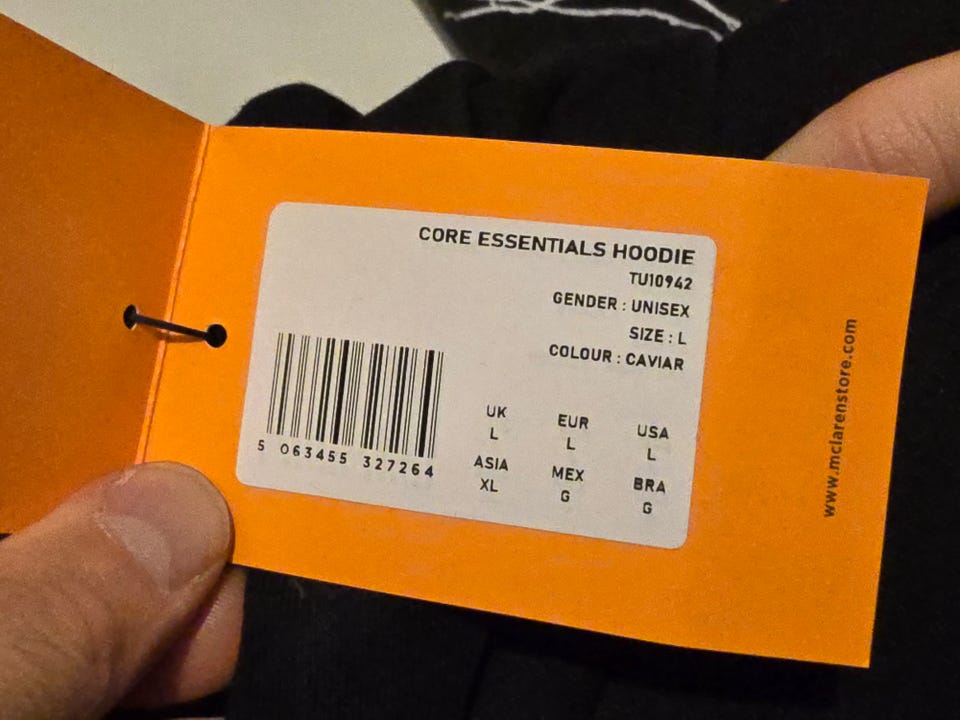 CORE ESSENTIALS HOODIE
TU10942
GENDER : UNISEX
SIZE : L
COLOUR : CAVIAR
5 063455 327264
UK EUR USA
L L L
ASIA MEX BRA
XL G G
www.mclarenstore.com